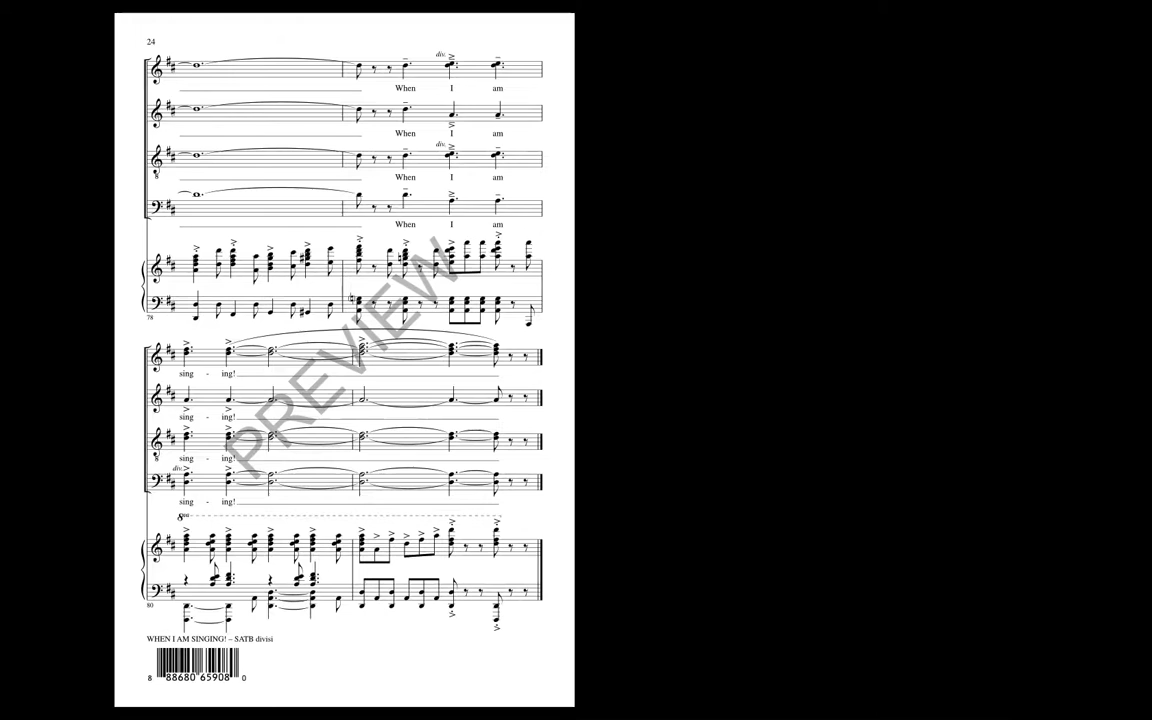 24
div.
When I am
When I am
div.
When I am
When I am
78
PREVIEW
sing - ing!
sing - ing!
sing - ing!
div.
sing - ing!
8va
80
WHEN I AM SINGING! – SATB divisi
8 88680 65908 0